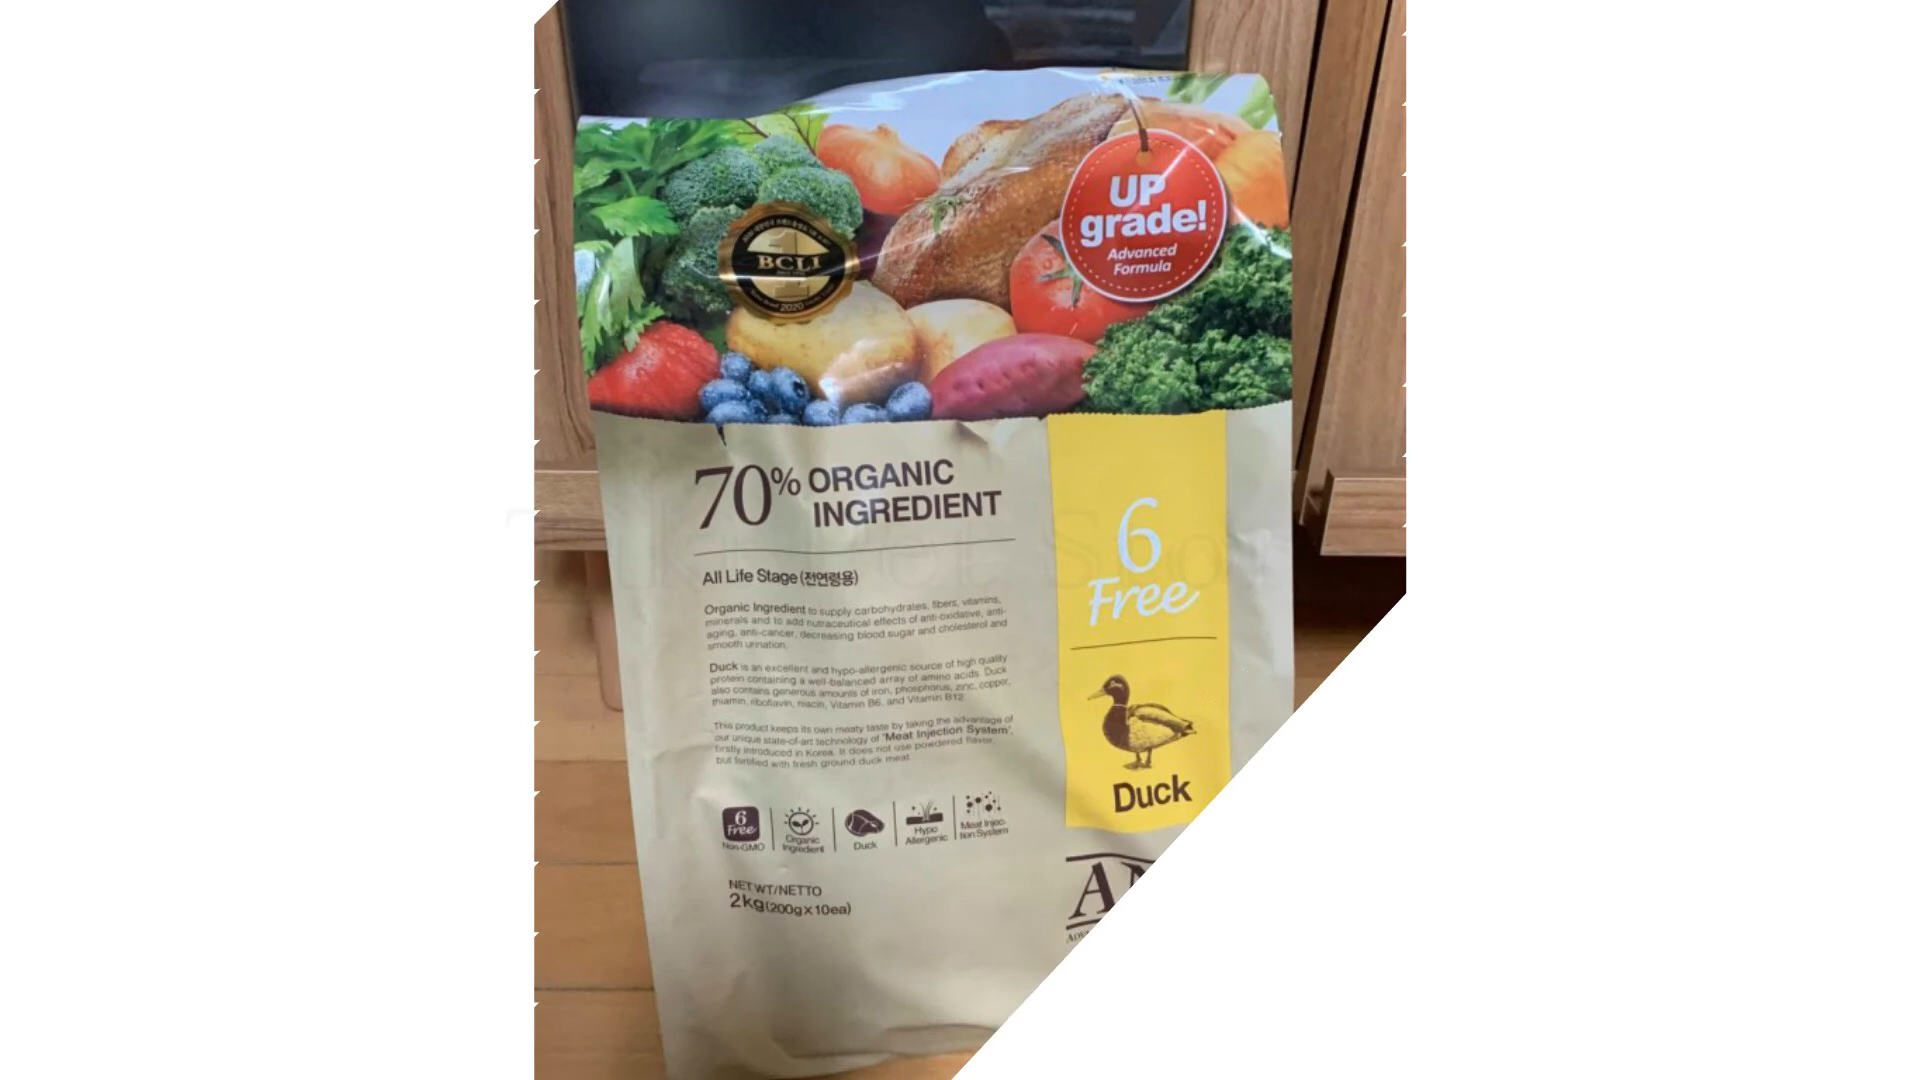 UP
grade!
Advanced
Formula
BCLI
2020
70% ORGANIC
INGREDIENT
All Life Stage (전연령용)
Organic Ingredient to supply carbohydrales, fibers, vitamins,
minerals and to add nutraceutical effects of anti-oxidative, anti-
aging, anti-cancer, decreasing blood sugar and cholesterol and
smooth urination.
Duck is an excellent and hypo-allergenic source of high quality
protein containing a well-balanced array of amino acids. Duck
also contains generous amounts of iron, phosphorus, zinc, copper,
thiamin, riboflavin, niacin, Vitamin B6, and Vitamin B12.
This product keeps its own meaty taste by taking the advantage of
our unique state-of-art technology of "Meat Injection System",
firstly introduced in Korea. It does not use powdered flavor,
but fortified with fresh ground duck meat.
6
Free
Non-GMO
Organic
Ingredient
Duck
Hypo
Allergenic
Meat Injec-
tion System
NET WT/NETTO
2kg(200gx10ea)
6
Free
Duck